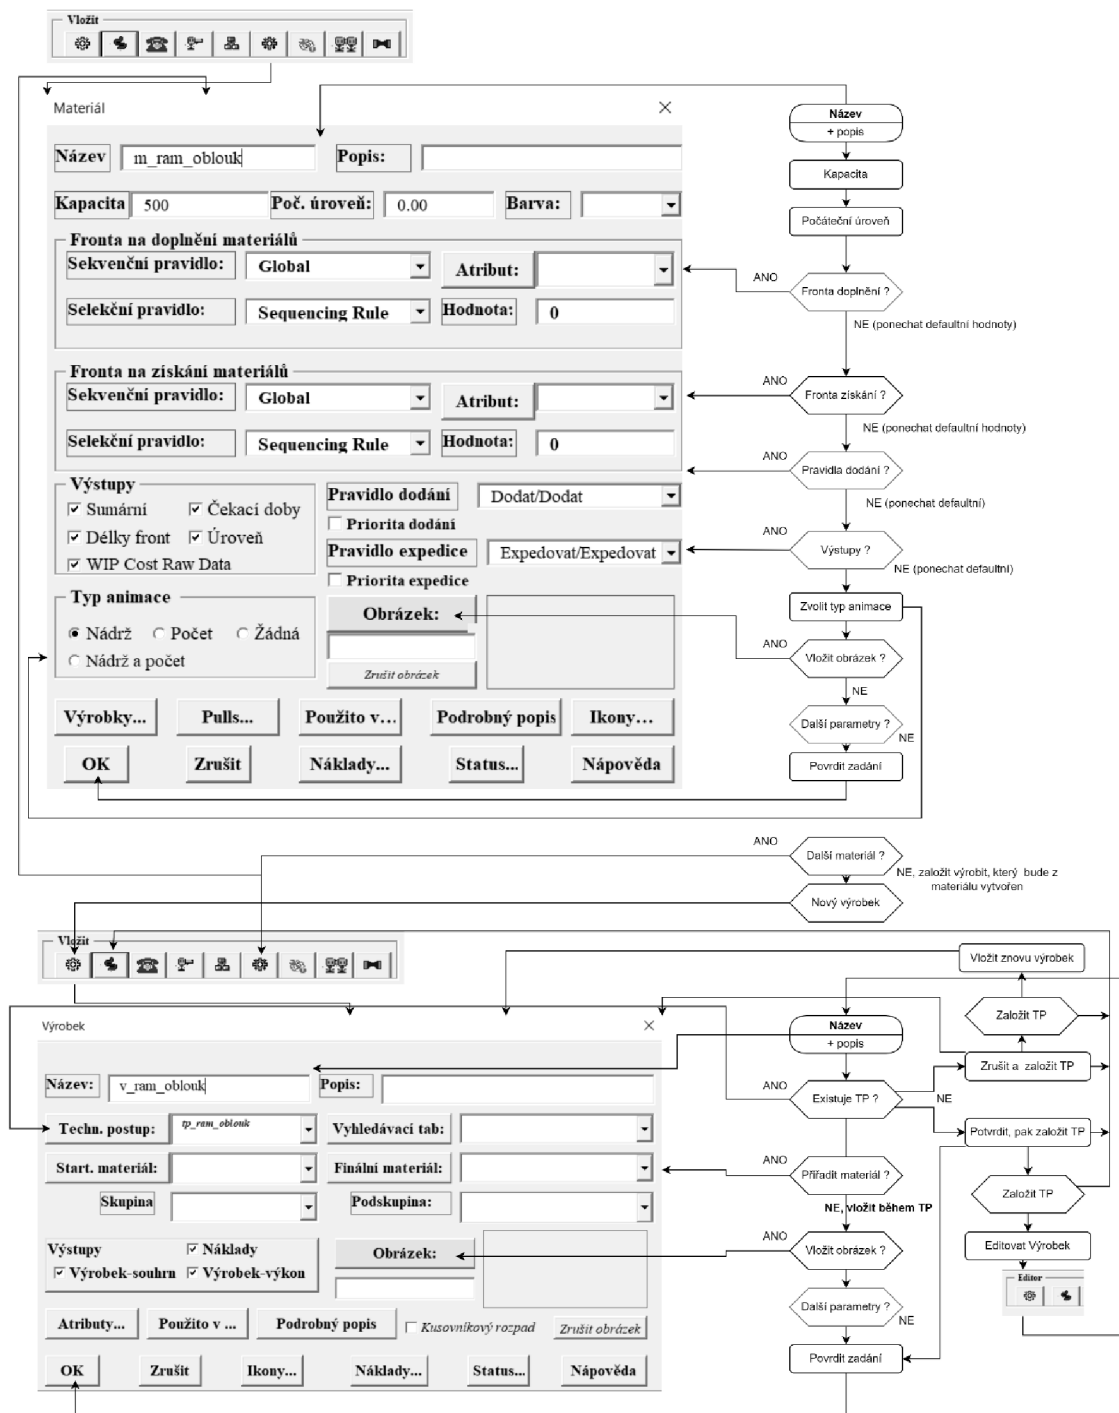 Vložit
Materiál
Název
m_ram_oblouk
Popis:
Kapacita
500
Poč. úroveň:
0.00
Barva:
Fronta na doplnění materiálů
Sekvenční pravidlo:
Global
Atribut:
Selekční pravidlo:
Sequencing Rule
Hodnota:
0
Fronta na získání materiálů
Sekvenční pravidlo:
Global
Atribut:
Selekční pravidlo:
Sequencing Rule
Hodnota:
0
Výstupy
Sumární
Čekací doby
Délky front
Úroveň
WIP Cost Raw Data
Pravidlo dodání
Dodat/Dodat
Priorita dodání
Pravidlo expedice
Expedovat/Expedovat
Priorita expedice
Typ animace
Nádrž
Počet
Žádná
Nádrž a počet
Obrázek:
Zrušit obrázek
Výrobky...
Pulls...
Použito v...
Podrobný popis
Ikony...
OK
Zrušit
Náklady...
Status...
Nápověda
Název
+ popis
Kapacita
Počáteční úroveň
ANO
Fronta doplnění ?
NE (ponechat defaultní hodnoty)
ANO
Fronta získání ?
NE (ponechat defaultní hodnoty)
ANO
Pravidla dodání ?
NE (ponechat defaultní)
ANO
Výstupy ?
NE (ponechat defaultní)
Zvolit typ animace
ANO
Vložit obrázek ?
NE
Další parametry ?
NE
Povrdit zadání
ANO
Další materiál ?
NE, založit výrobit, který bude z
materiálu vytvořen
Nový výrobek
Vložit
Výrobek
Název:
v_ram_oblouk
Popis:
Techn. postup:
tp_ram_oblouk
Vyhledávací tab:
Start. materiál:
Finální materiál:
Skupina
Podskupina:
Výstupy
Náklady
Výrobek-souhrn
Výrobek-výkon
Obrázek:
Atributy...
Použito v ...
Podrobný popis
Kusovníkový rozpad
Zrušit obrázek
OK
Zrušit
Ikony...
Náklady...
Status...
Nápověda
Název
+ popis
ANO
Existuje TP ?
NE
ANO
Přiřadit materiál ?
NE, vložit během TP
ANO
Vložit obrázek ?
Další parametry ?
NE
Povrdit zadání
Vložit znovu výrobek
Založit TP
Zrušit a založit TP
Potvrdit, pak založit TP
Založit TP
Editovat Výrobek
Editor